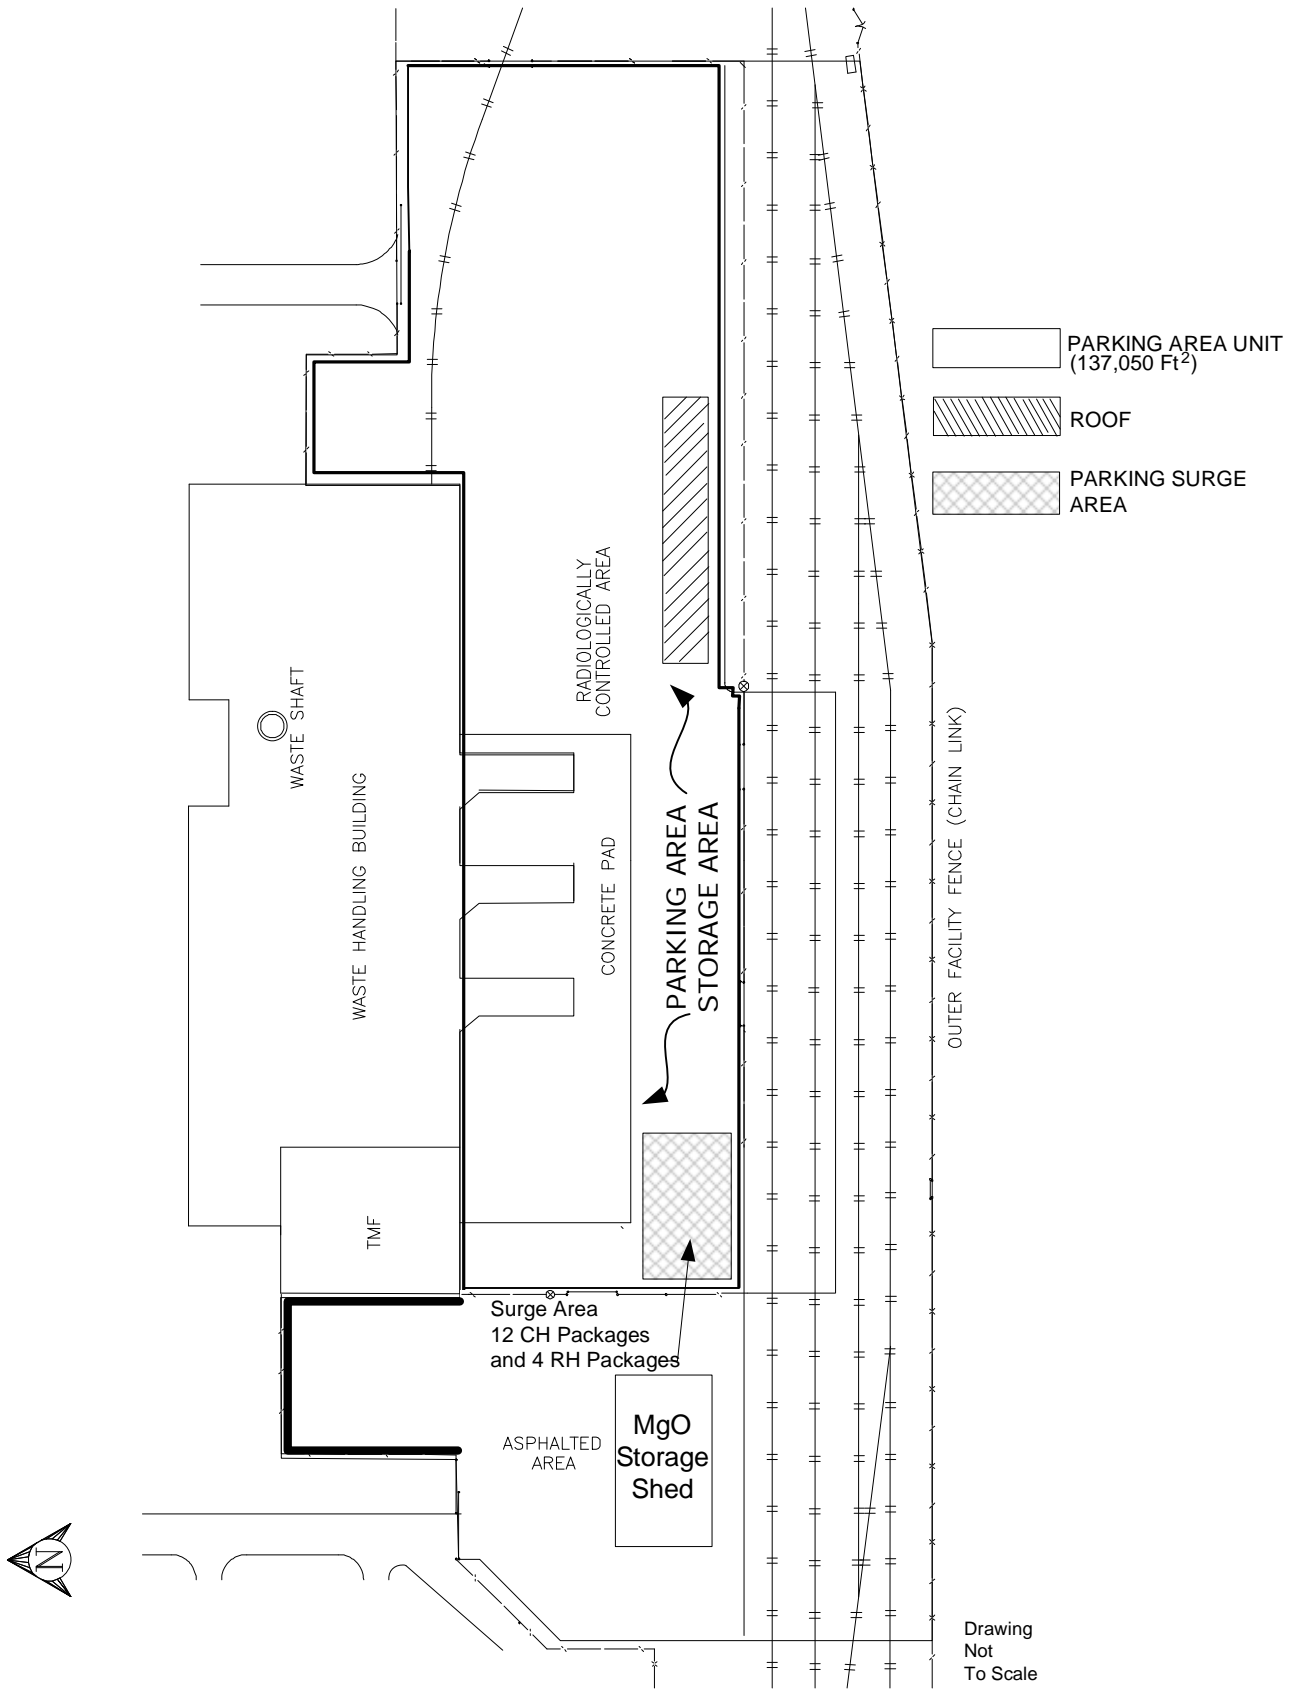 PARKING AREA UNIT
(137,050 Ft²)
ROOF
PARKING SURGE
AREA
RADIOLOGICALLY
CONTROLLED AREA
WASTE SHAFT
WASTE HANDLING BUILDING
CONCRETE PAD
PARKING AREA
STORAGE AREA
OUTER FACILITY FENCE (CHAIN LINK)
TMF
Surge Area
12 CH Packages
and 4 RH Packages
ASPHALTED
AREA
MgO
Storage
Shed
N
Drawing
Not
To Scale